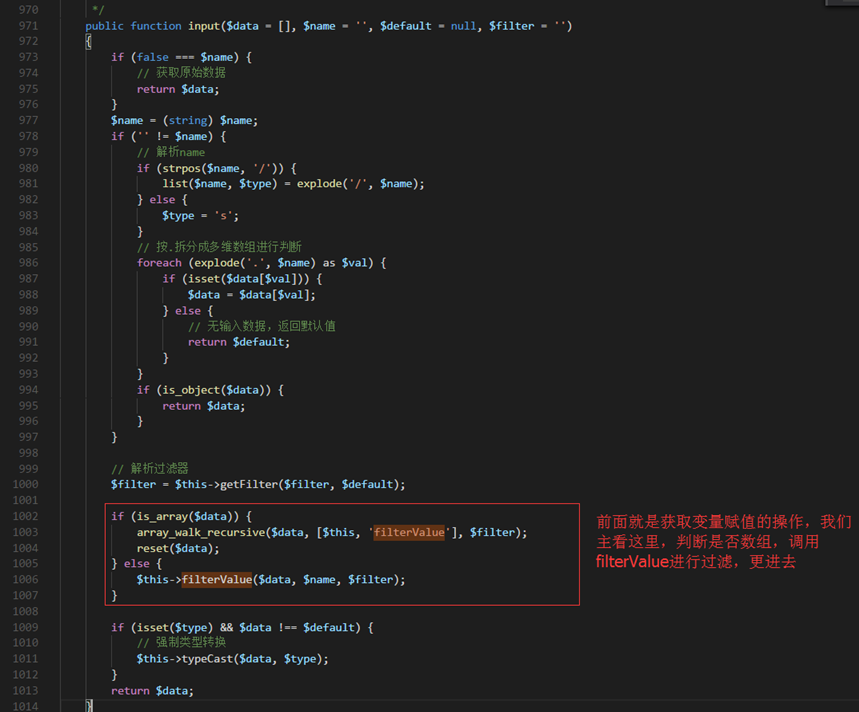 970 */
971 public function input($data = [], $name = '', $default = null, $filter = '')
972 {
973 if (false === $name) {
974 // 获取原始数据
975 return $data;
976 }
977 $name = (string) $name;
978 if ('' != $name) {
979 // 解析name
980 if (strpos($name, '/')) {
981 list($name, $type) = explode('/', $name);
982 } else {
983 $type = 's';
984 }
985 // 按.拆分成多维数组进行判断
986 foreach (explode('.', $name) as $val) {
987 if (isset($data[$val])) {
988 $data = $data[$val];
989 } else {
990 // 无输入数据，返回默认值
991 return $default;
992 }
993 }
994 if (is_object($data)) {
995 return $data;
996 }
997 }
998
999 // 解析过滤器
1000 $filter = $this->getFilter($filter, $default);
1001
1002 if (is_array($data)) {
1003 array_walk_recursive($data, [$this, 'filterValue'], $filter);
1004 reset($data);
1005 } else {
1006 $this->filterValue($data, $name, $filter);
1007 }
1008
1009 if (isset($type) && $data !== $default) {
1010 // 强制类型转换
1011 $this->typeCast($data, $type);
1012 }
1013 return $data;
1014 }
前面就是获取变量赋值的操作，我们
主看这里，判断是否数组，调用
filterValue进行过滤，更进去